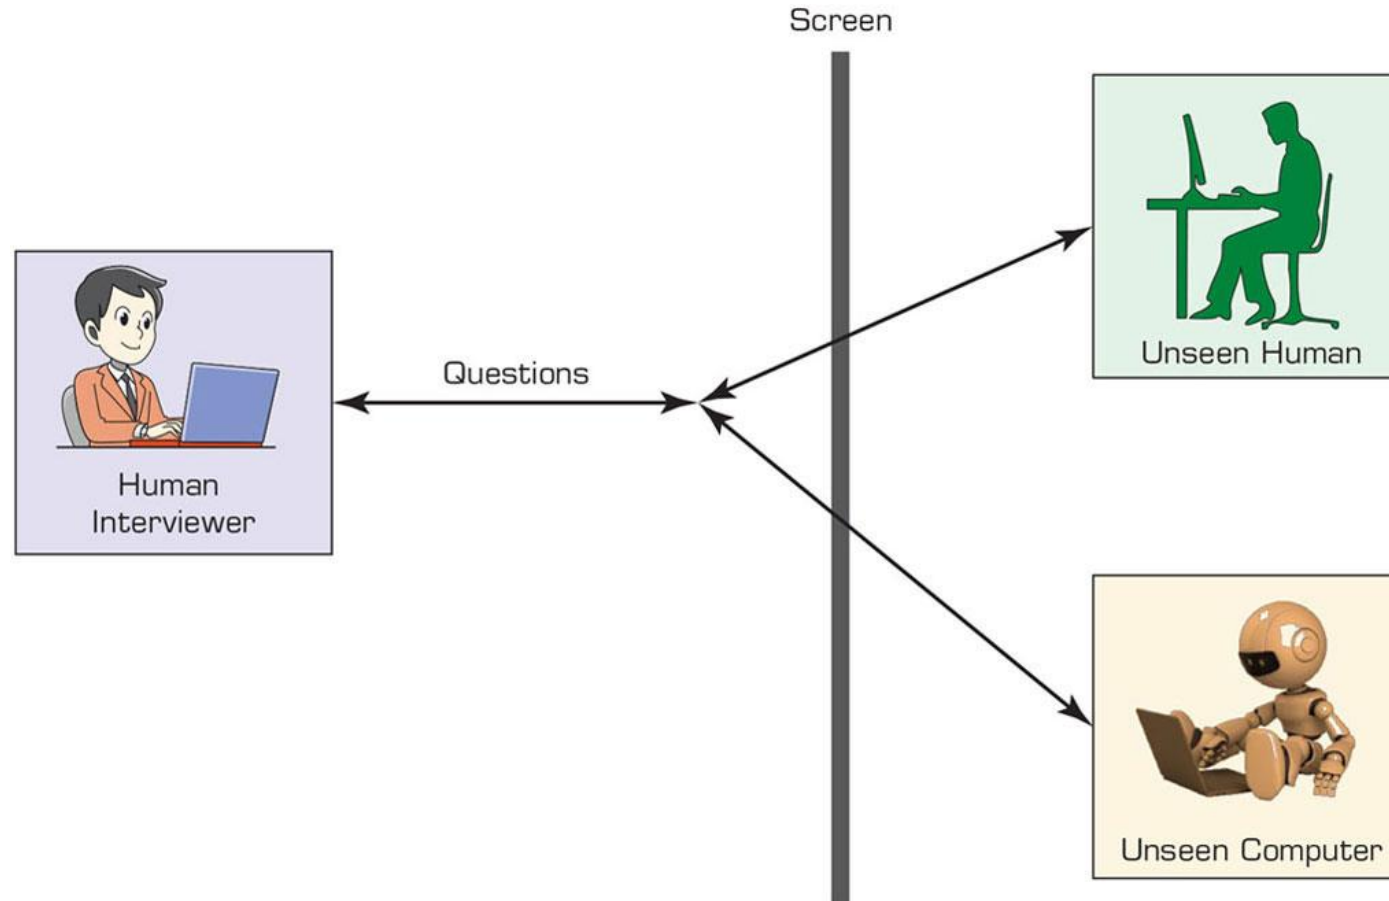 Screen
Unseen Human
Questions
Human
Interviewer
Unseen Computer